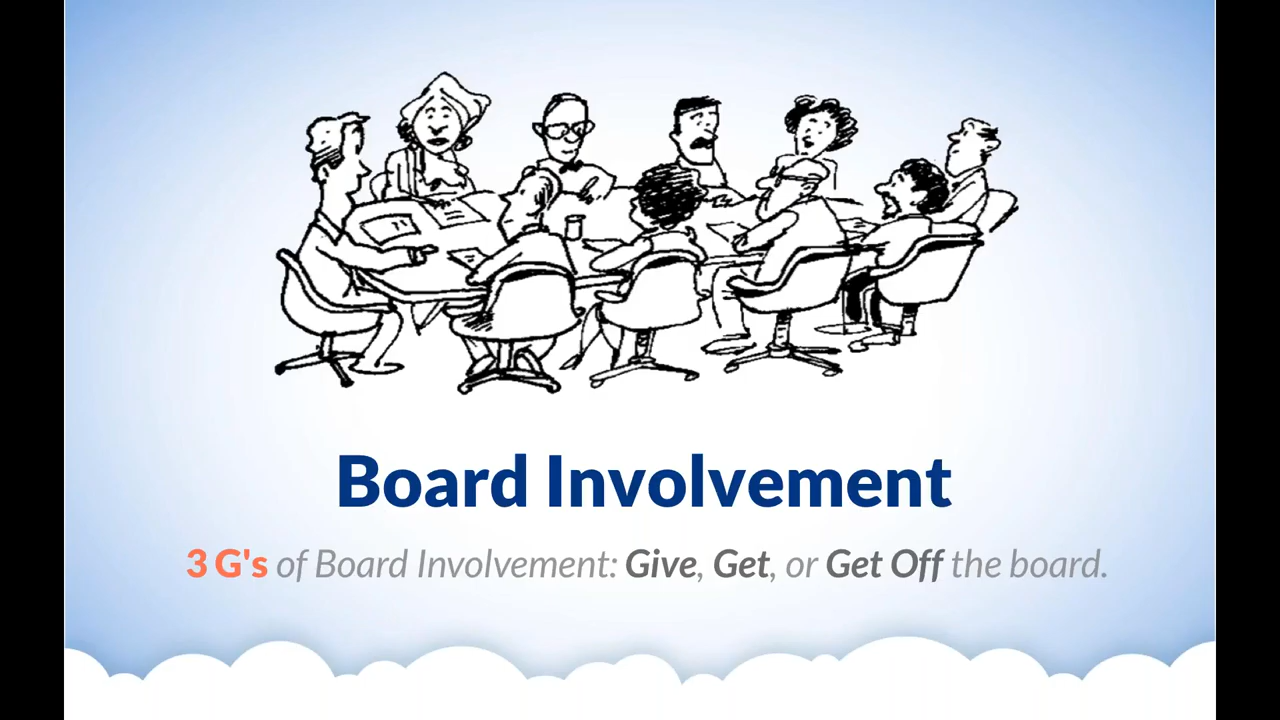 Board Involvement
3 G's of Board Involvement: Give, Get, or Get Off the board.